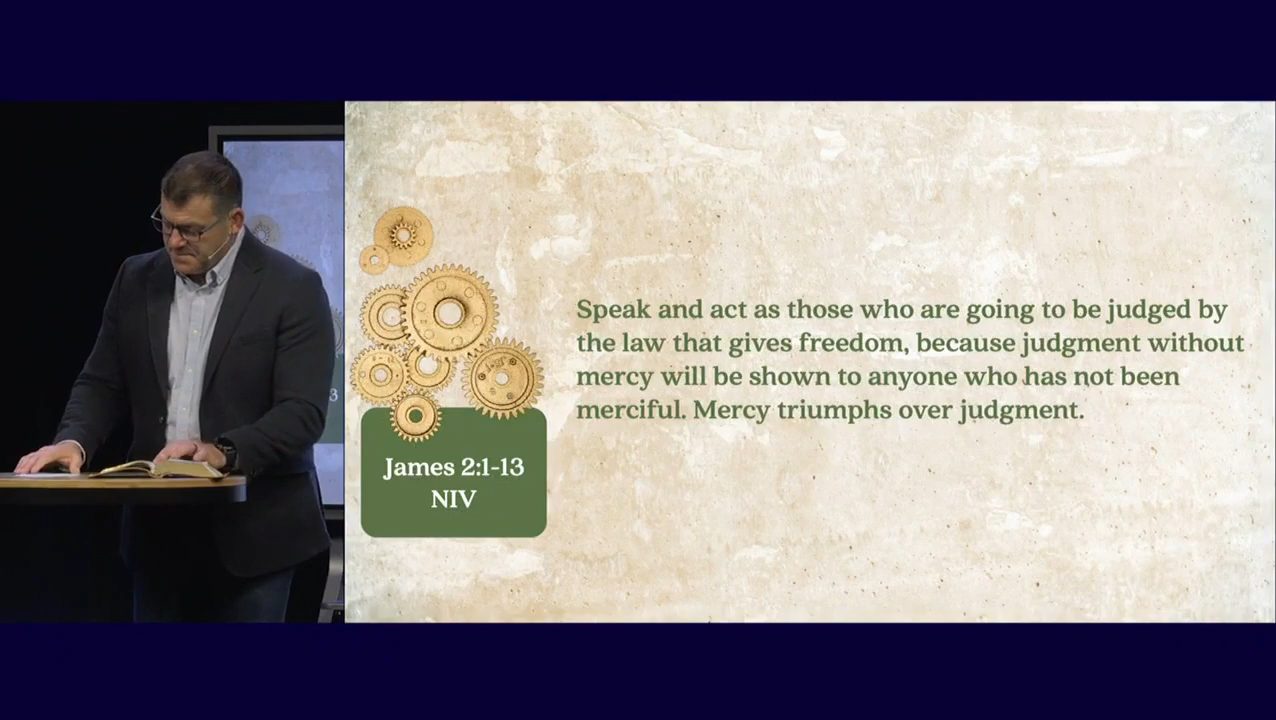 Speak and act as those who are going to be judged by
the law that gives freedom, because judgment without
mercy will be shown to anyone who has not been
merciful. Mercy triumphs over judgment.
James 2:1-13
NIV
3